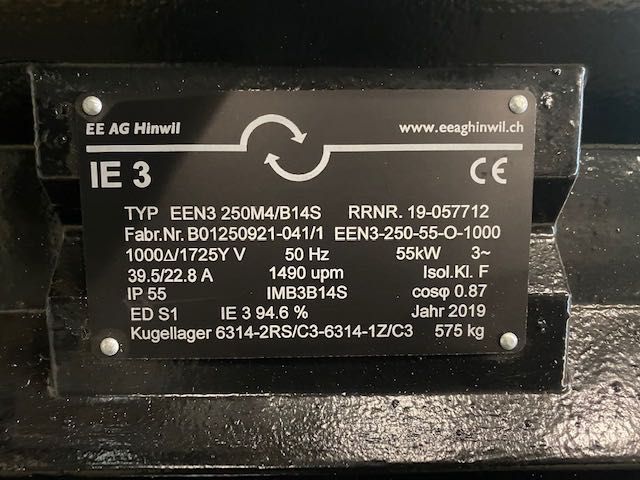 EE AG Hinwil
www.eeaghinwil.ch
IE 3
CE
TYP EEN3 250M4/B14S RRNR. 19-057712
Fabr.Nr. B01250921-041/1 EEN3-250-55-O-1000
1000Δ/1725Y V 50 Hz 55kW 3~
39.5/22.8 A 1490 upm Isol.Kl. F
IP 55 IMB3B14S cosφ 0.87
ED S1 IE 3 94.6 % Jahr 2019
Kugellager 6314-2RS/C3-6314-1Z/C3 575 kg